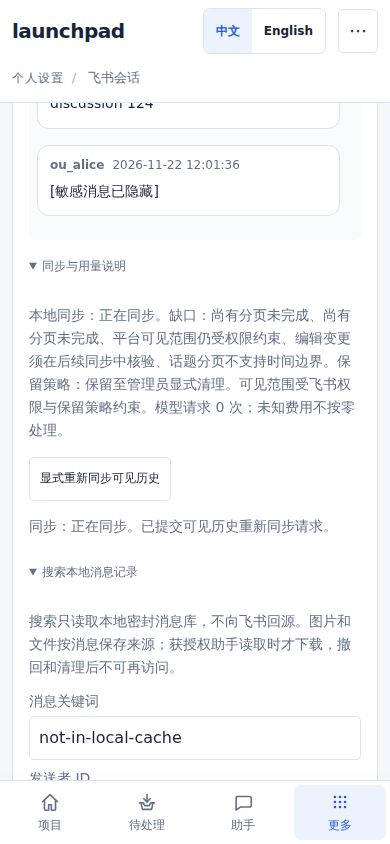 launchpad
中文 English ...
个人设置 / 飞书会话
discussion 124
ou_alice 2026-11-22 12:01:36
[敏感消息已隐藏]
▼ 同步与用量说明
本地同步：正在同步。缺口：尚有分页未完成、尚有
分页未完成、平台可见范围仍受权限约束、编辑变更
须在后续同步中核验、话题分页不支持时间边界。保
留策略：保留至管理员显式清理。可见范围受飞书权
限与保留策略约束。模型请求 0 次；未知费用不按零
处理。
显式重新同步可见历史
同步：正在同步。已提交可见历史重新同步请求。
▼ 搜索本地消息记录
搜索只读取本地密封消息库，不向飞书回源。图片和
文件按消息保存来源；获授权助手读取时才下载，撤
回和清理后不可再访问。
消息关键词
not-in-local-cache
发送者 ID
项目 待处理 助手 更多